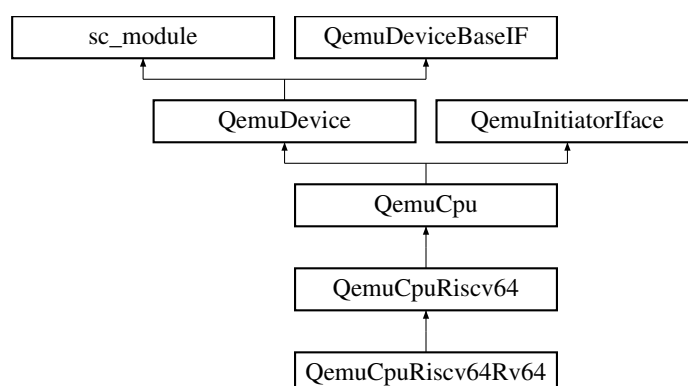 sc_module
QemuDeviceBaseIF
QemuDevice
QemuInitiatorIface
QemuCpu
QemuCpuRiscv64
QemuCpuRiscv64Rv64